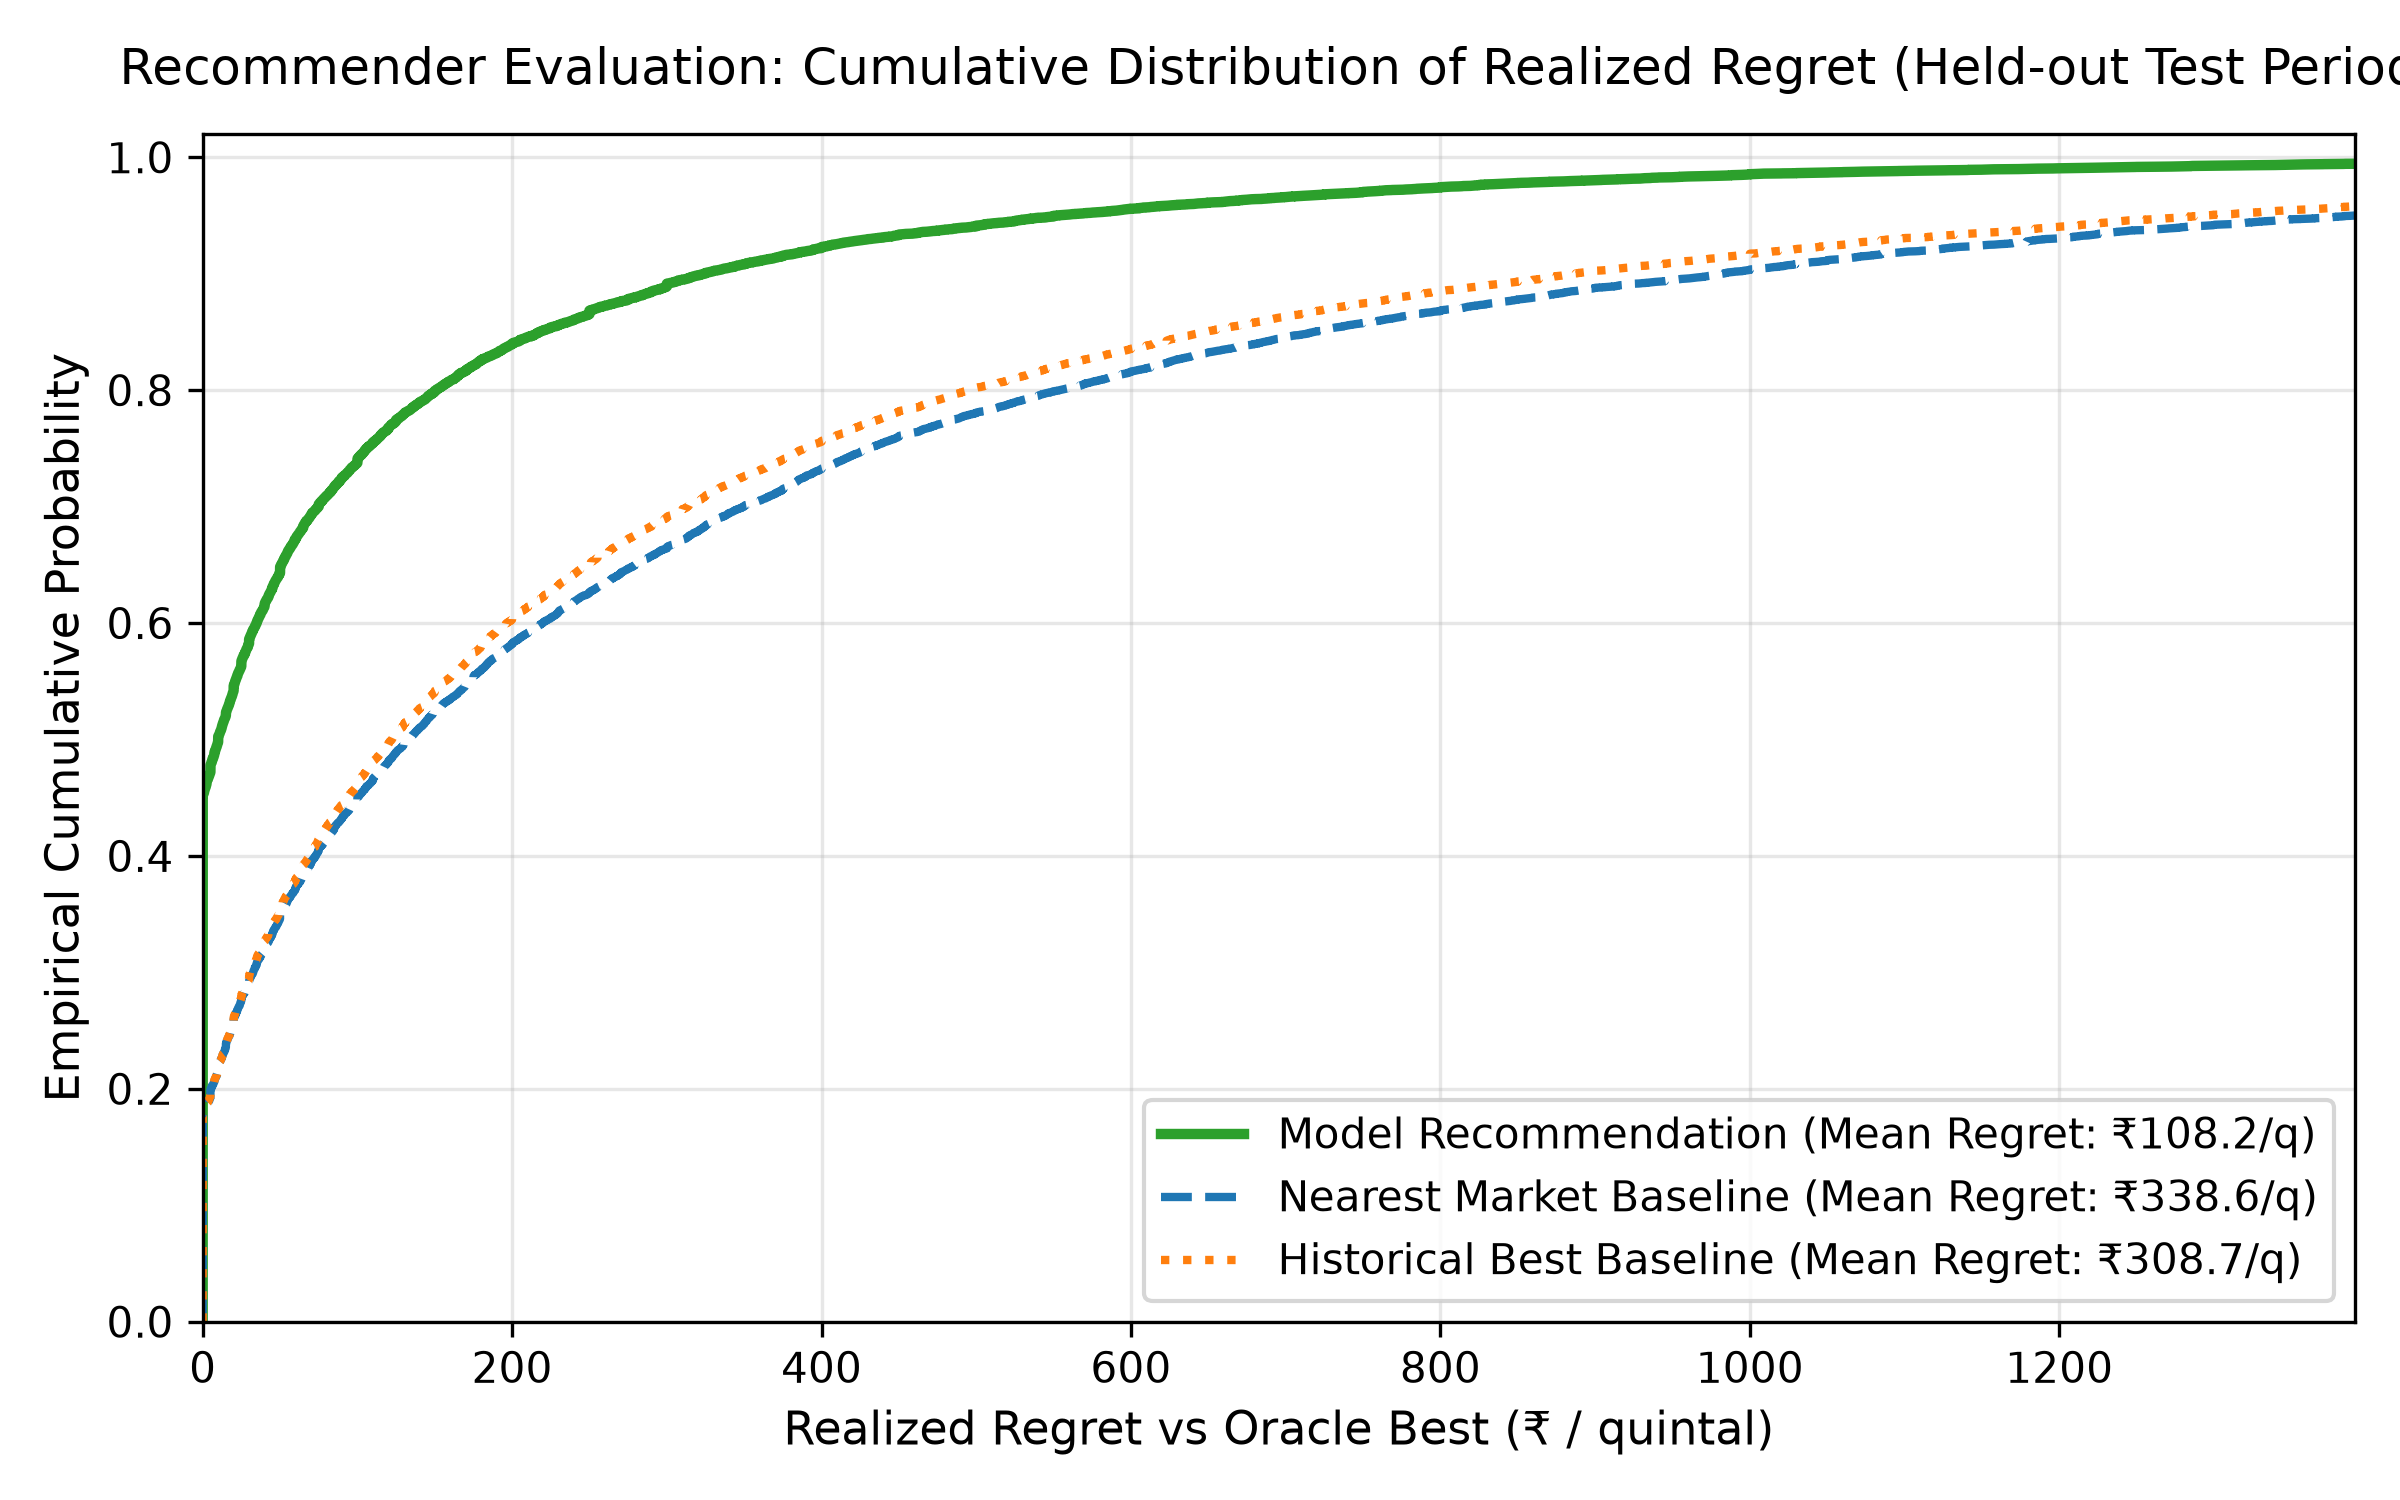 Recommender Evaluation: Cumulative Distribution of Realized Regret (Held-out Test Period
1.0
0.8
0.6
0.4
0.2
0.0
Empirical Cumulative Probability
Model Recommendation (Mean Regret: ₹108.2/q)
Nearest Market Baseline (Mean Regret: ₹338.6/q)
Historical Best Baseline (Mean Regret: ₹308.7/q)
0 200 400 600 800 1000 1200
Realized Regret vs Oracle Best (₹ / quintal)